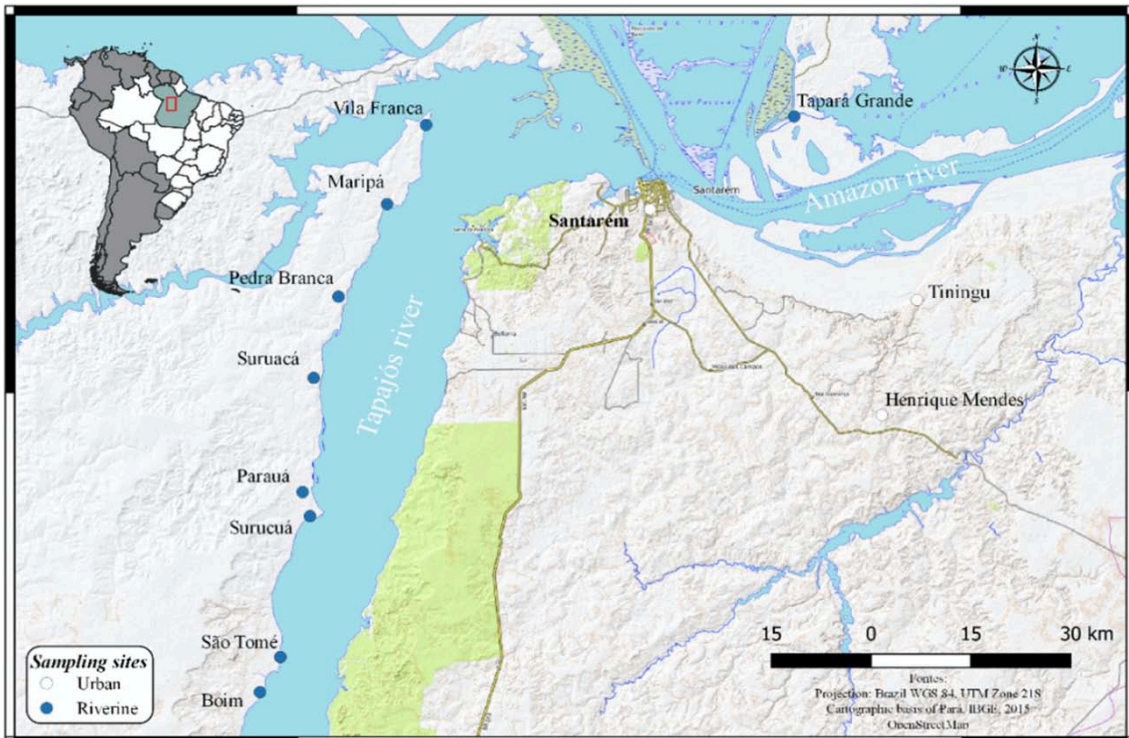 N
W
E
S
Vila Franca
Tapará Grande
Maripá
Santarém
Amazon river
Santarém
Pedra Branca
Tiningu
Suruacá
Tapajós river
Henrique Mendes
Parauá
Surucuá
São Tomé
Boim
Sampling sites
Urban
Riverine
15 0 15 30 km
Fontes:
Projection: Brazil WGS 84, UTM Zone 21S
Cartographic basis of Pará, IBGE, 2015
OpenStreetMap